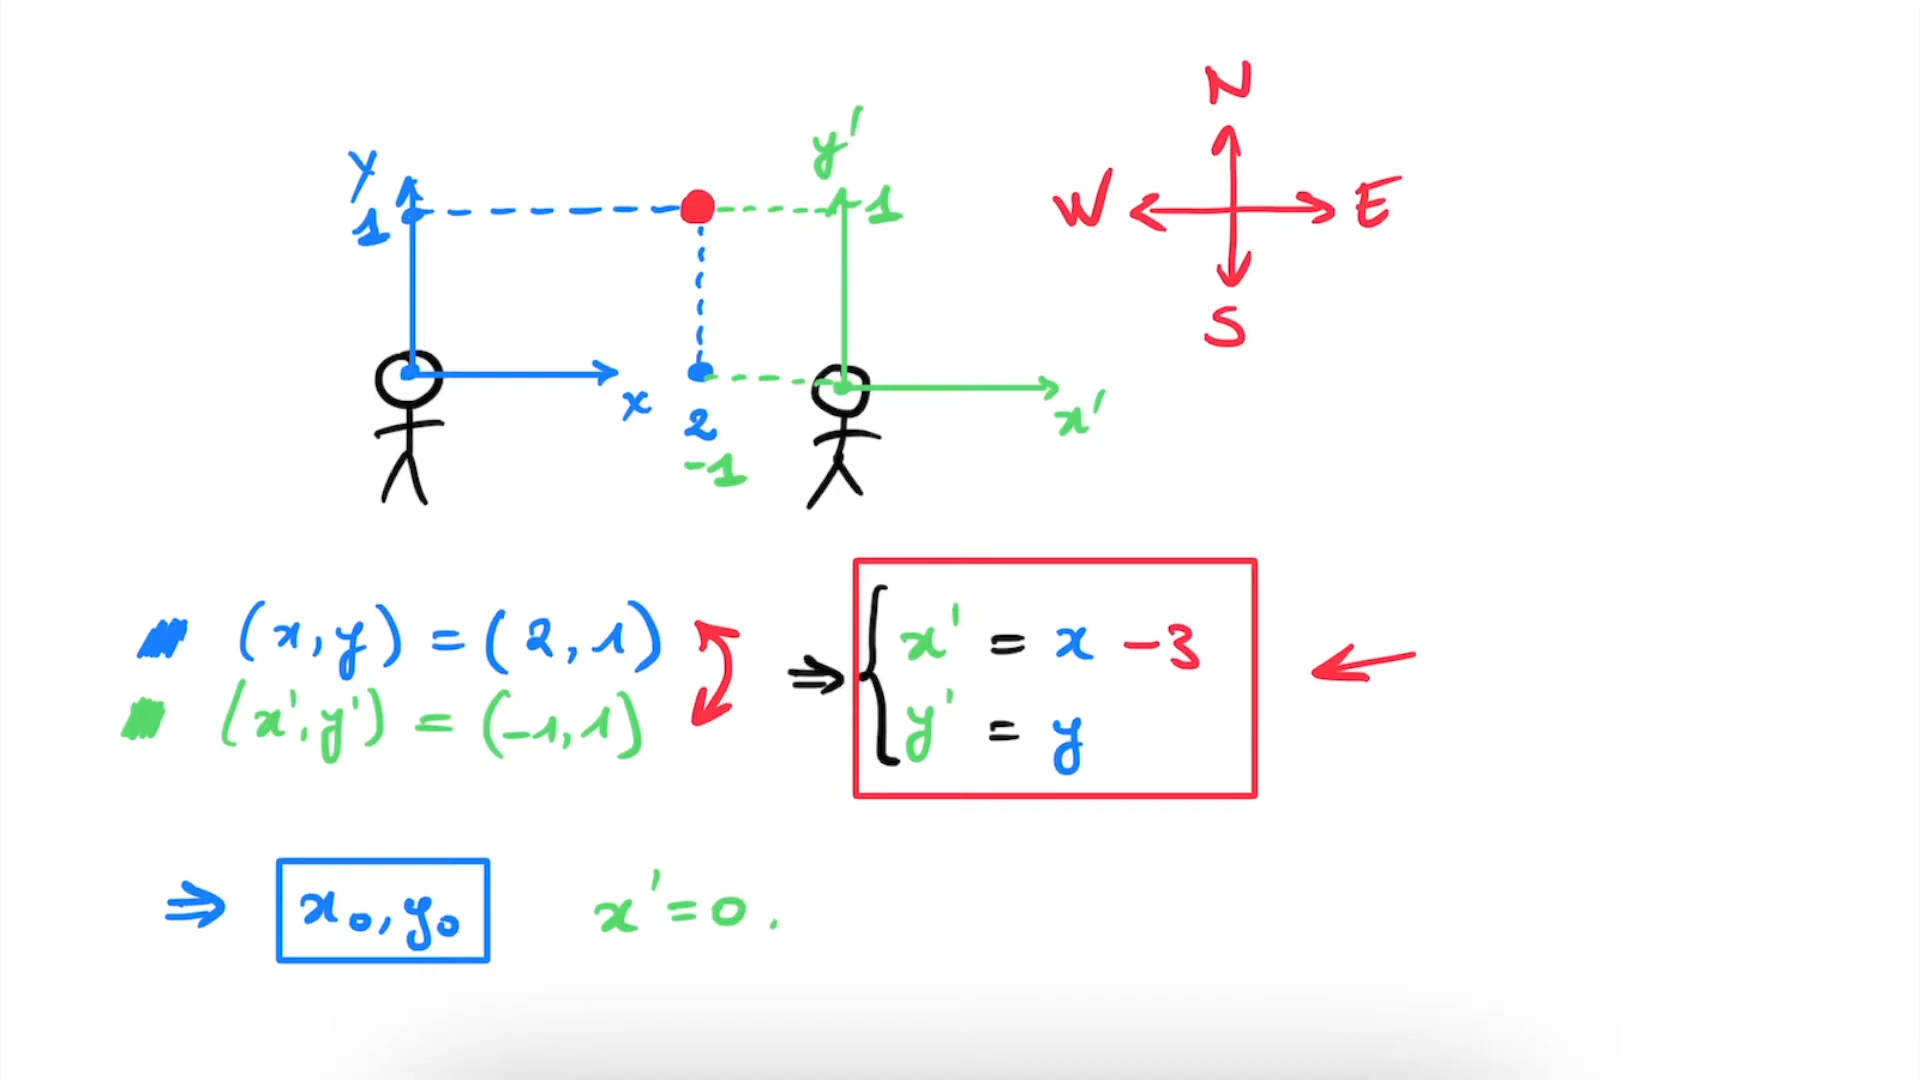 N
y'
y
W
E
1
1
S
x
2
x'
-1
(x,y) = (2,1)
⇒
x' = x -3
(x',y') = (-1,1)
y' = y
⇒ x₀,y₀ x'=0.